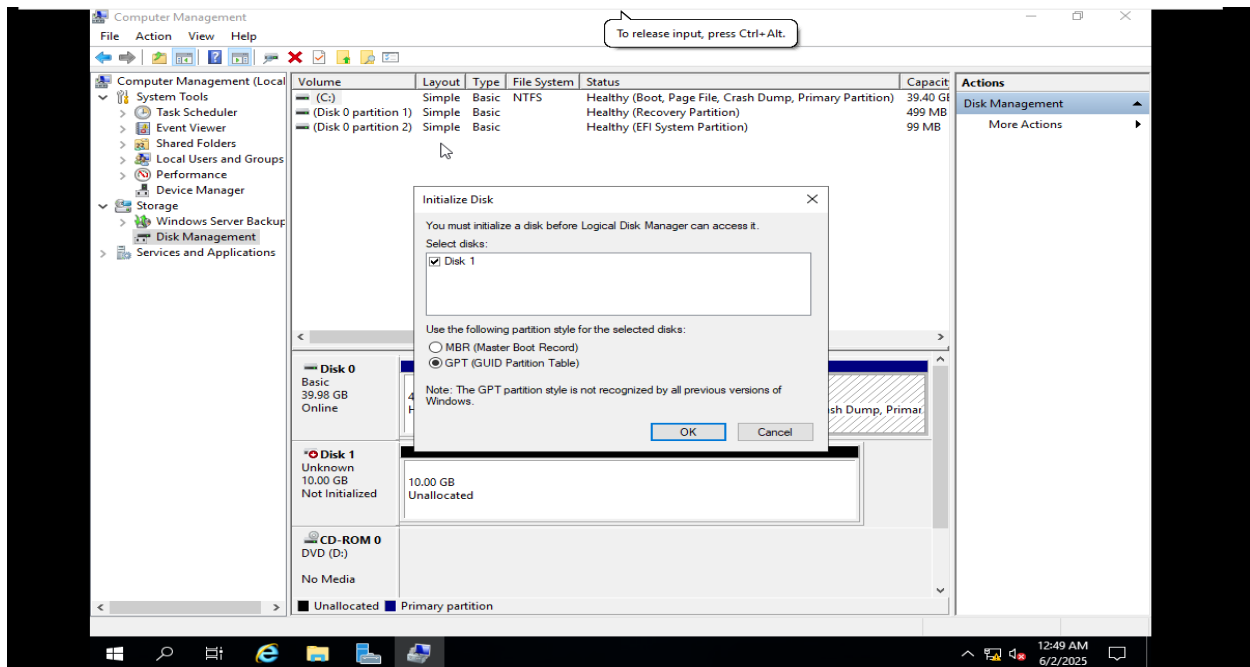 Computer Management
To release input, press Ctrl+Alt.
File Action View Help
Computer Management (Local
System Tools
Task Scheduler
Event Viewer
Shared Folders
Local Users and Groups
Performance
Device Manager
Storage
Windows Server Backup
Disk Management
Services and Applications
Volume Layout Type File System Status Capacit
(C:) Simple Basic NTFS Healthy (Boot, Page File, Crash Dump, Primary Partition) 39.40 GB
(Disk 0 partition 1) Simple Basic Healthy (Recovery Partition) 499 MB
(Disk 0 partition 2) Simple Basic Healthy (EFI System Partition) 99 MB
Actions
Disk Management
More Actions
Initialize Disk
You must initialize a disk before Logical Disk Manager can access it.
Select disks:
Disk 1
Use the following partition style for the selected disks:
MBR (Master Boot Record)
GPT (GUID Partition Table)
Note: The GPT partition style is not recognized by all previous versions of
Windows.
OK Cancel
Disk 0
Basic
39.98 GB
Online
4
H
sh Dump, Primar
Disk 1
Unknown
10.00 GB
Not Initialized
10.00 GB
Unallocated
CD-ROM 0
DVD (D:)
No Media
Unallocated Primary partition
12:49 AM
6/2/2025